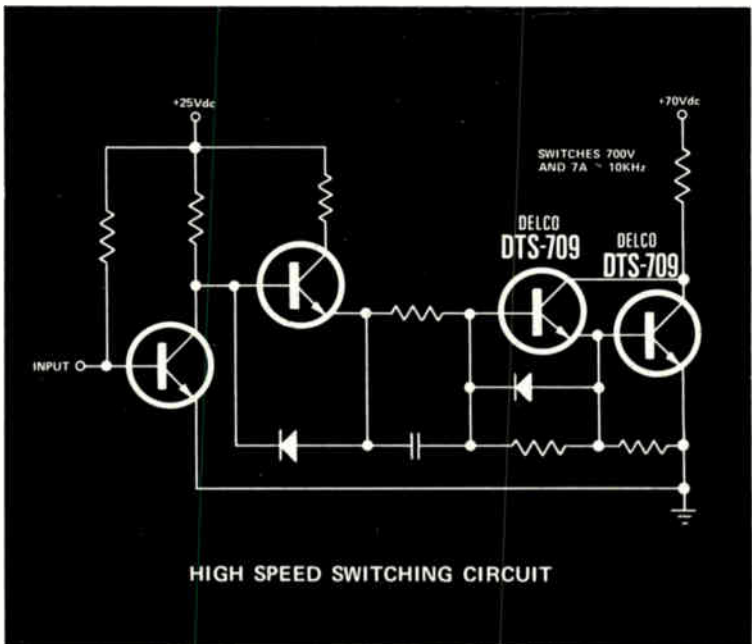 +25Vdc
+70Vdc
SWITCHES 700V
AND 7A ~ 10KHz
DELCO
DTS-709
DELCO
DTS-709
INPUT
HIGH SPEED SWITCHING CIRCUIT